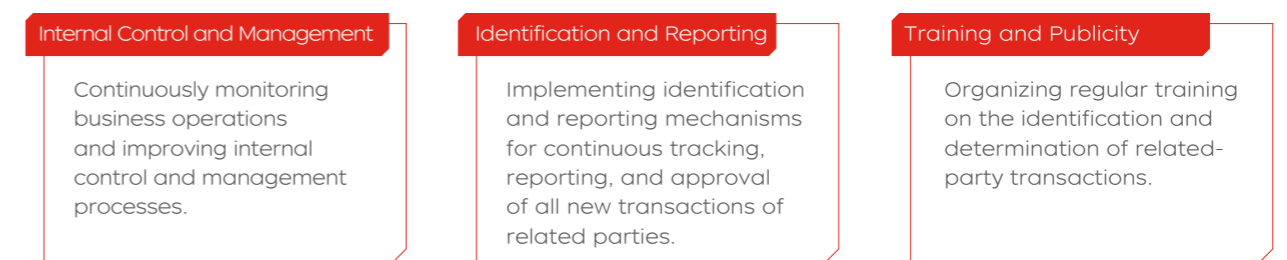 Internal Control and Management
Continuously monitoring
business operations
and improving internal
control and management
processes.
Identification and Reporting
Implementing identification
and reporting mechanisms
for continuous tracking,
reporting, and approval
of all new transactions of
related parties.
Training and Publicity
Organizing regular training
on the identification and
determination of related-
party transactions.